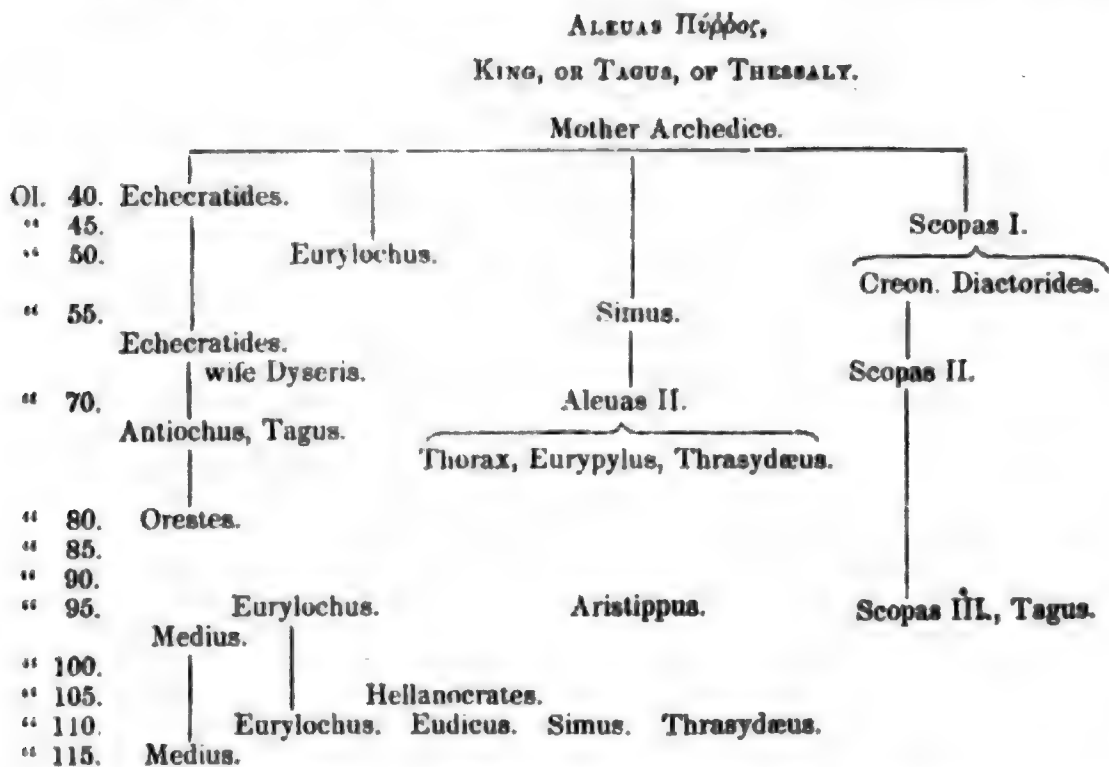 ALEUAS Πύῤῥος,
KING, OR TAGUS, OF THESSALY.
Mother Archedice.
Ol. 40. Echecratides.
“ 45. Scopas I.
“ 50. Eurylochus.
Creon. Diactorides.
“ 55. Simus.
Echecratides.
wife Dyseris. Scopas II.
“ 70. Aleuas II.
Antiochus, Tagus.
Thorax, Eurypylus, Thrasydæus.
“ 80. Orestes.
“ 85.
“ 90.
“ 95. Eurylochus. Aristippus. Scopas III., Tagus.
Medius.
“ 100.
“ 105. Hellanocrates.
“ 110. Eurylochus. Eudicus. Simus. Thrasydæus.
“ 115. Medius.